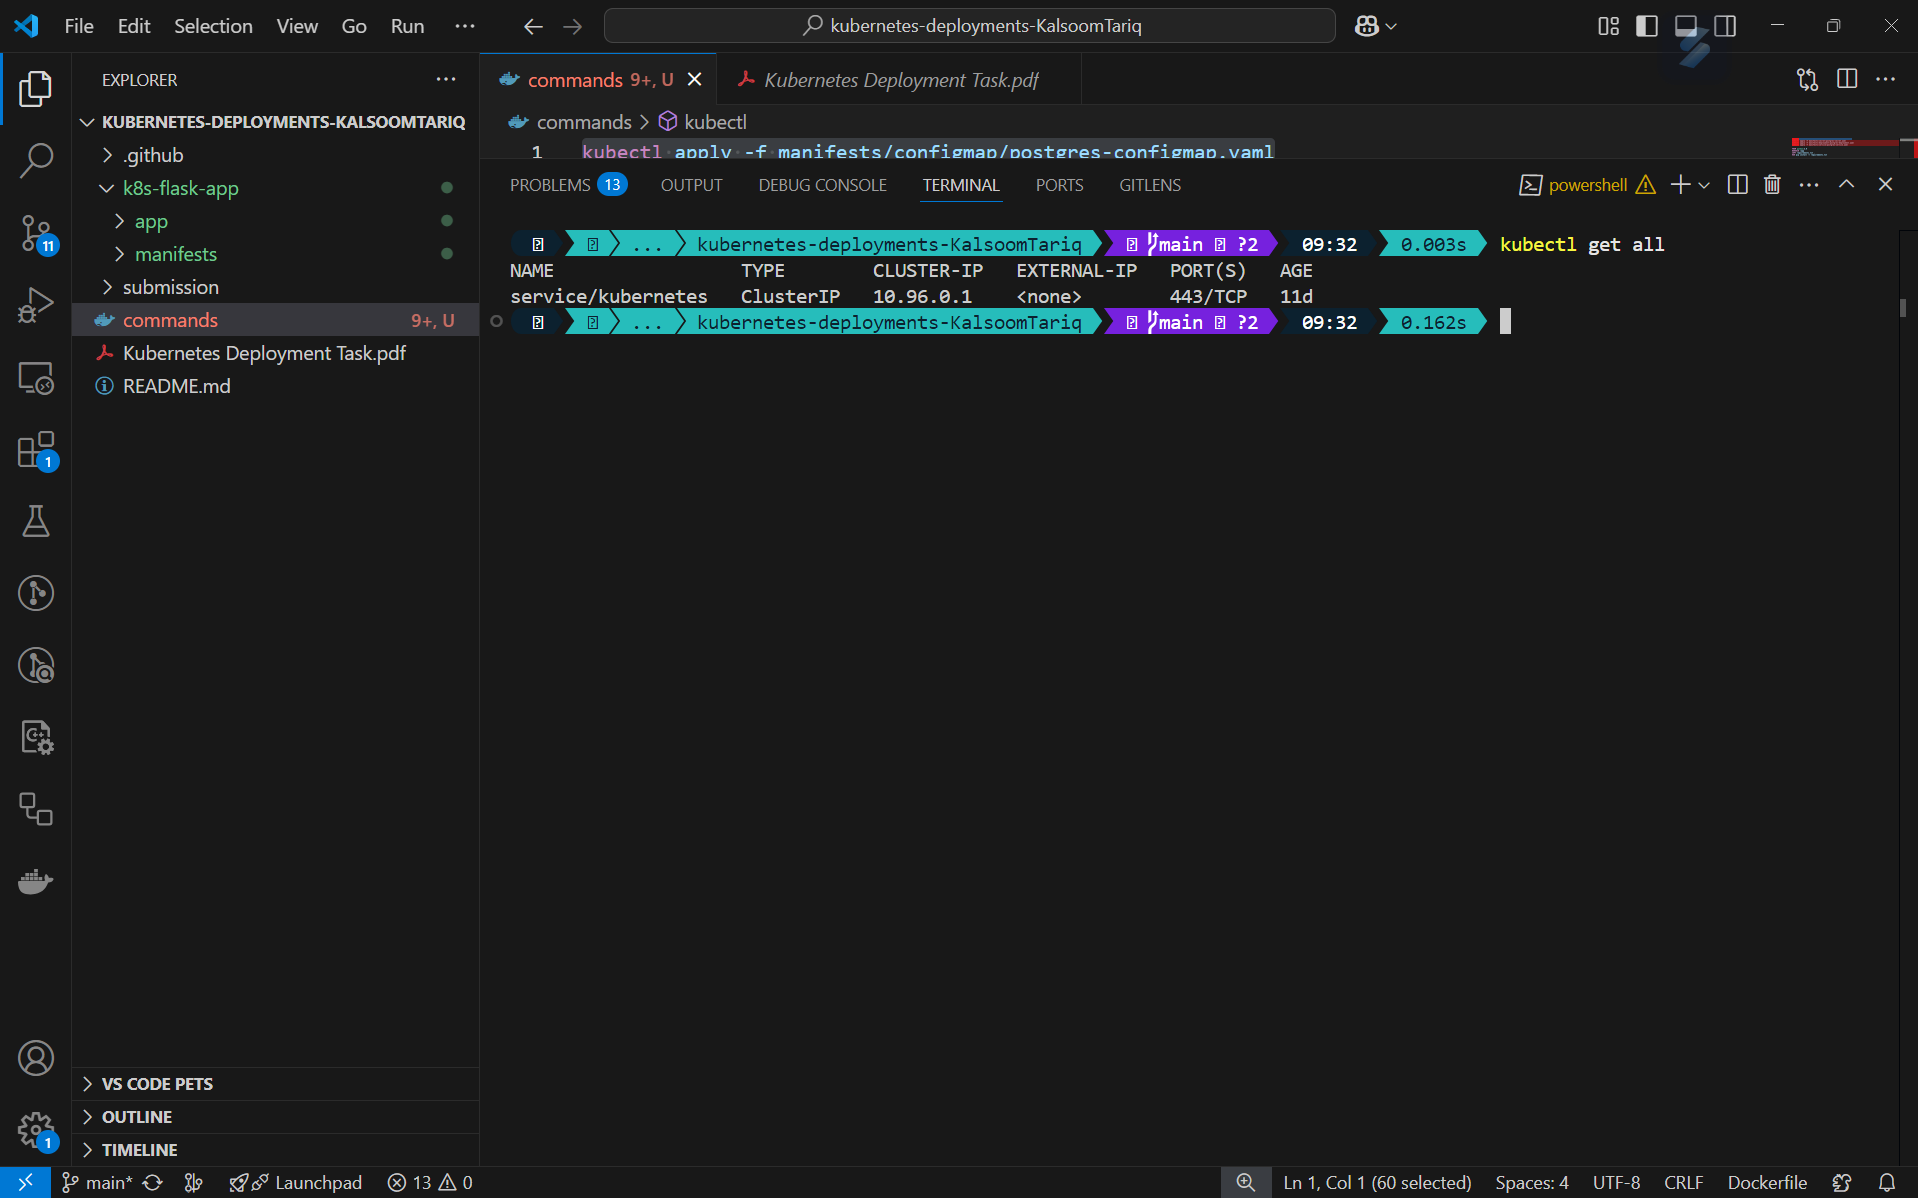 File Edit Selection View Go Run ... kubernetes-deployments-KalsoomTariq
EXPLORER ...
KUBERNETES-DEPLOYMENTS-KALSOOMTARIQ
.github
k8s-flask-app
app
manifests
submission
commands 9+, U
Kubernetes Deployment Task.pdf
README.md
VS CODE PETS
OUTLINE
TIMELINE
11
1
1
commands 9+, U Kubernetes Deployment Task.pdf
commands > kubectl
1 kubectl apply -f manifests/configmap/postgres-configmap.yaml
PROBLEMS 13 OUTPUT DEBUG CONSOLE TERMINAL PORTS GITLENS powershell
... kubernetes-deployments-KalsoomTariq main ?2 09:32 0.003s kubectl get all
NAME TYPE CLUSTER-IP EXTERNAL-IP PORT(S) AGE
service/kubernetes ClusterIP 10.96.0.1 <none> 443/TCP 11d
... kubernetes-deployments-KalsoomTariq main ?2 09:32 0.162s
main* Launchpad 13 0 Ln 1, Col 1 (60 selected) Spaces: 4 UTF-8 CRLF Dockerfile